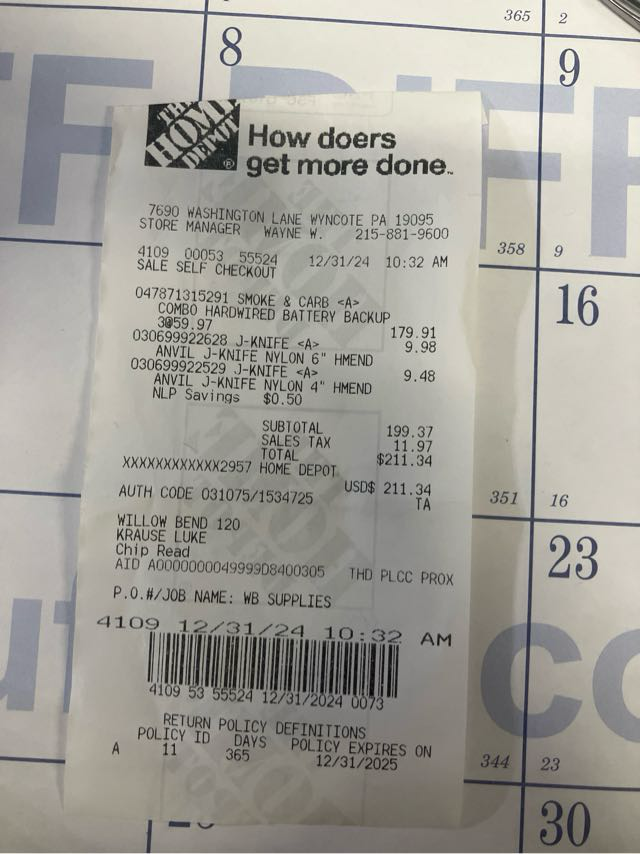 365
2
8
9
THE HOME DEPOT
How doers
get more done.
7690 WASHINGTON LANE WYNCOTE PA 19095
STORE MANAGER WAYNE W. 215-881-9600
358
9
4109 00053 55524 12/31/24 10:32 AM
SALE SELF CHECKOUT
16
047871315291 SMOKE & CARB <A>
COMBO HARDWIRED BATTERY BACKUP
3@59.97 179.91
030699922628 J-KNIFE <A> 9.98
ANVIL J-KNIFE NYLON 6" HMEND
030699922529 J-KNIFE <A> 9.48
ANVIL J-KNIFE NYLON 4" HMEND
NLP Savings $0.50
SUBTOTAL 199.37
SALES TAX 11.97
TOTAL $211.34
XXXXXXXXXXXX2957 HOME DEPOT
USD$ 211.34
AUTH CODE 031075/1534725 TA
351
16
WILLOW BEND 120
KRAUSE LUKE
Chip Read
AID A0000000049999D8400305 THD PLCC PROX
23
P.O.#/JOB NAME: WB SUPPLIES
4109 12/31/24 10:32 AM
4109 53 55524 12/31/2024 0073
RETURN POLICY DEFINITIONS
POLICY ID DAYS POLICY EXPIRES ON
A 11 365 12/31/2025
344
23
30